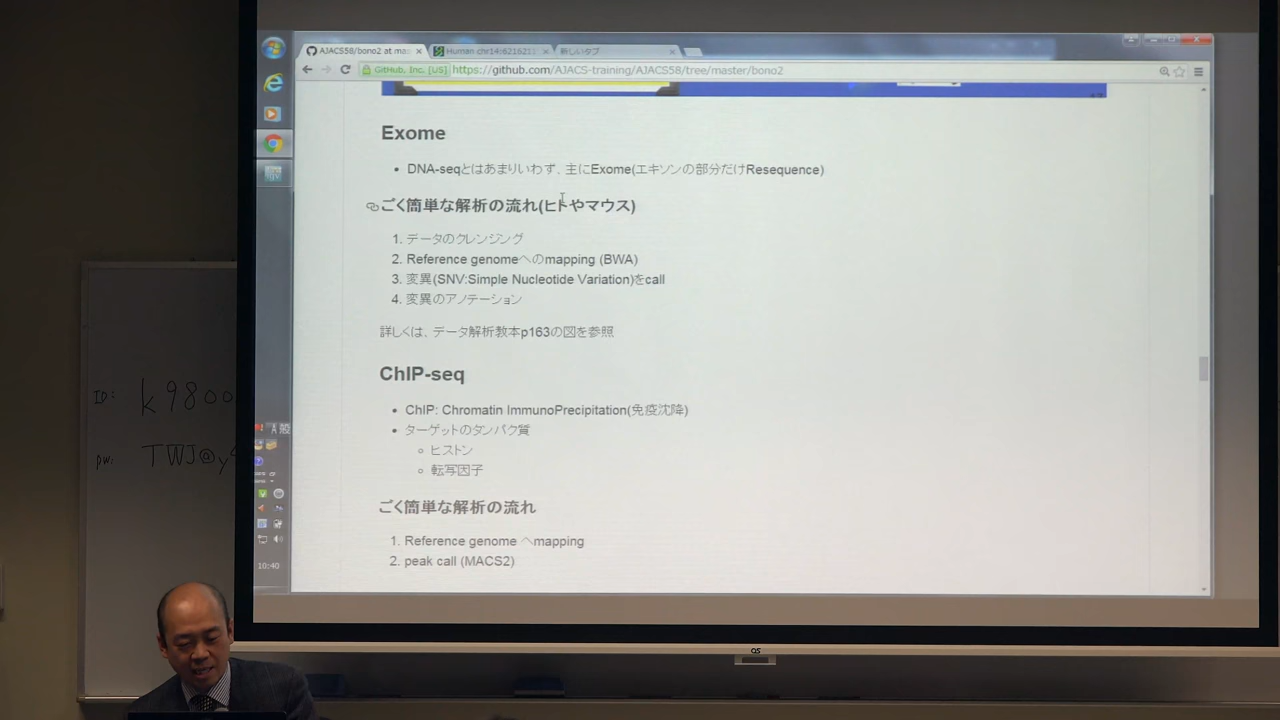 AJACS58/bono2 at mas
Human chr14:621621
新しいタブ
GitHub, Inc. [US] https://github.com/AJACS-training/AJACS58/tree/master/bono2
Exome
• DNA-seqとはあまりいわず、主にExome(エキソンの部分だけResequence)
ごく簡単な解析の流れ(ヒトやマウス)
1. データのクレンジング
2. Reference genomeへのmapping (BWA)
3. 変異(SNV:Simple Nucleotide Variation)をcall
4. 変異のアノテーション
詳しくは、データ解析教本p163の図を参照
ChIP-seq
• ChIP: Chromatin ImmunoPrecipitation(免疫沈降)
• ターゲットのタンパク質
○ ヒストン
○ 転写因子
ごく簡単な解析の流れ
1. Reference genome へmapping
2. peak call (MACS2)
A 般
10:40
ID: k9800
pw: TWJ@y
OS